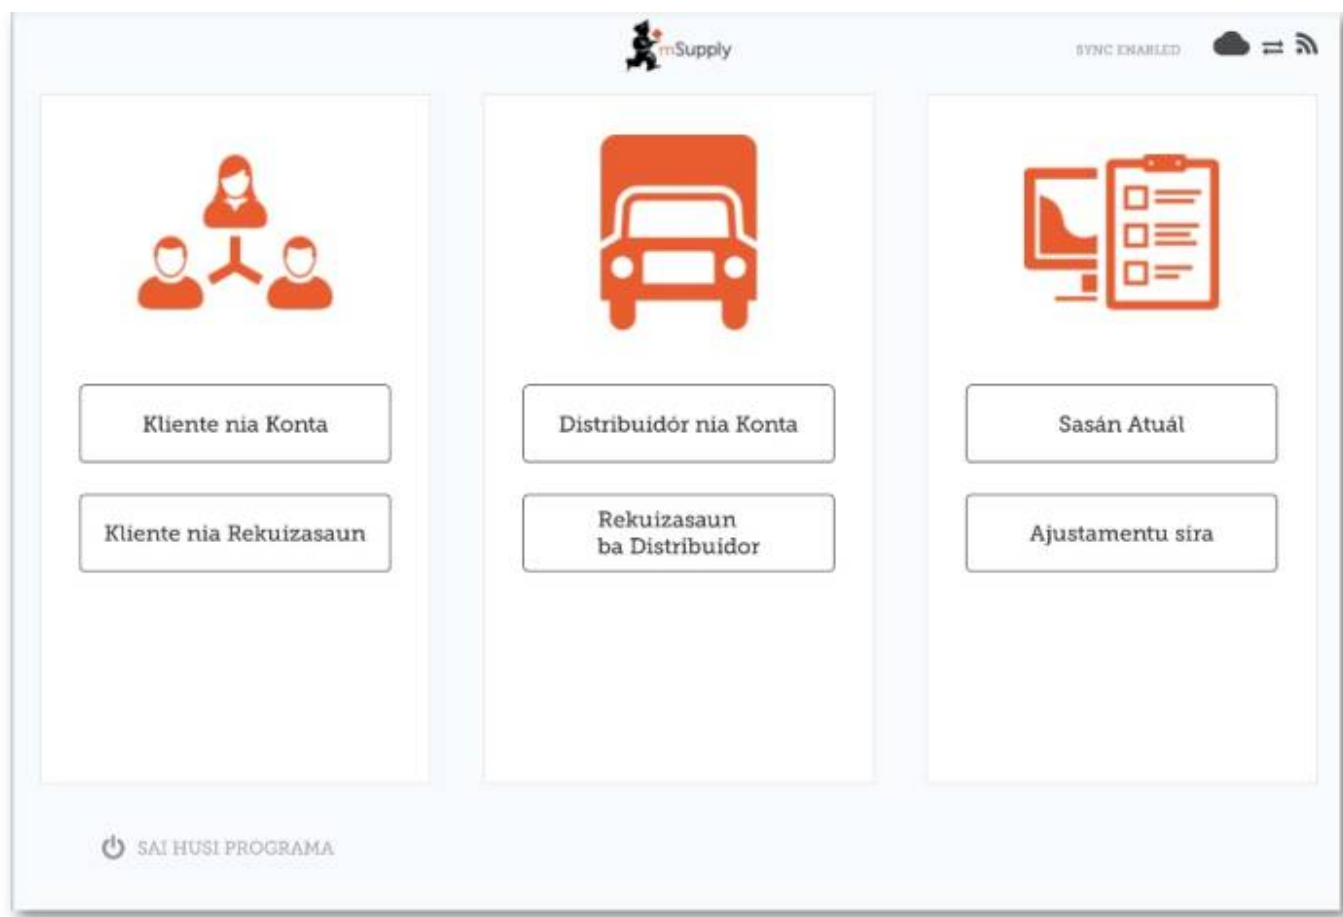 mSupply
SYNC ENABLED
Kliente nia Konta
Kliente nia Rekuizasaun
Distribuidór nia Konta
Rekuizasaun
ba Distribuidor
Sasán Atuál
Ajustamentu sira
SAI HUSI PROGRAMA